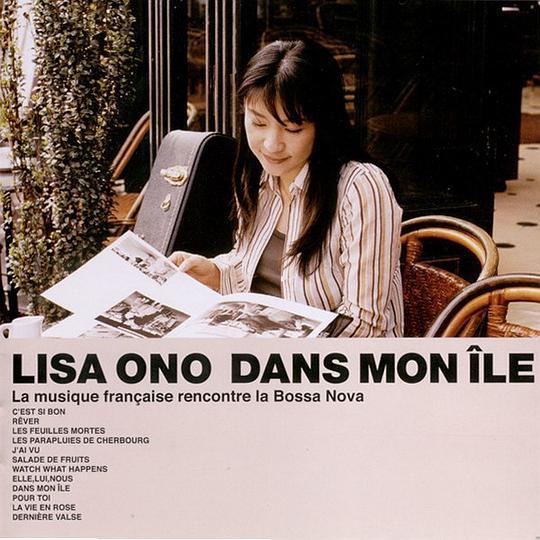 LISA ONO DANS MON ÎLE
La musique française rencontre la Bossa Nova
C'EST SI BON
RÊVER
LES FEUILLES MORTES
LES PARAPLUIES DE CHERBOURG
J'AI VU
SALADE DE FRUITS
WATCH WHAT HAPPENS
ELLE,LUI,NOUS
DANS MON ÎLE
POUR TOI
LA VIE EN ROSE
DERNIÈRE VALSE